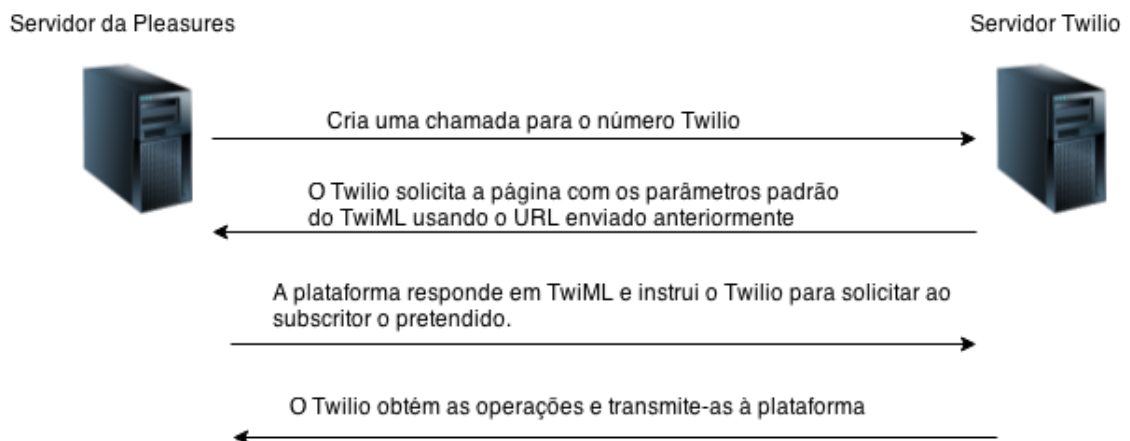 Servidor da Pleasures
Servidor Twilio
Cria uma chamada para o número Twilio
O Twilio solicita a página com os parâmetros padrão
do TwiML usando o URL enviado anteriormente
A plataforma responde em TwiML e instrui o Twilio para solicitar ao
subscritor o pretendido.
O Twilio obtém as operações e transmite-as à plataforma